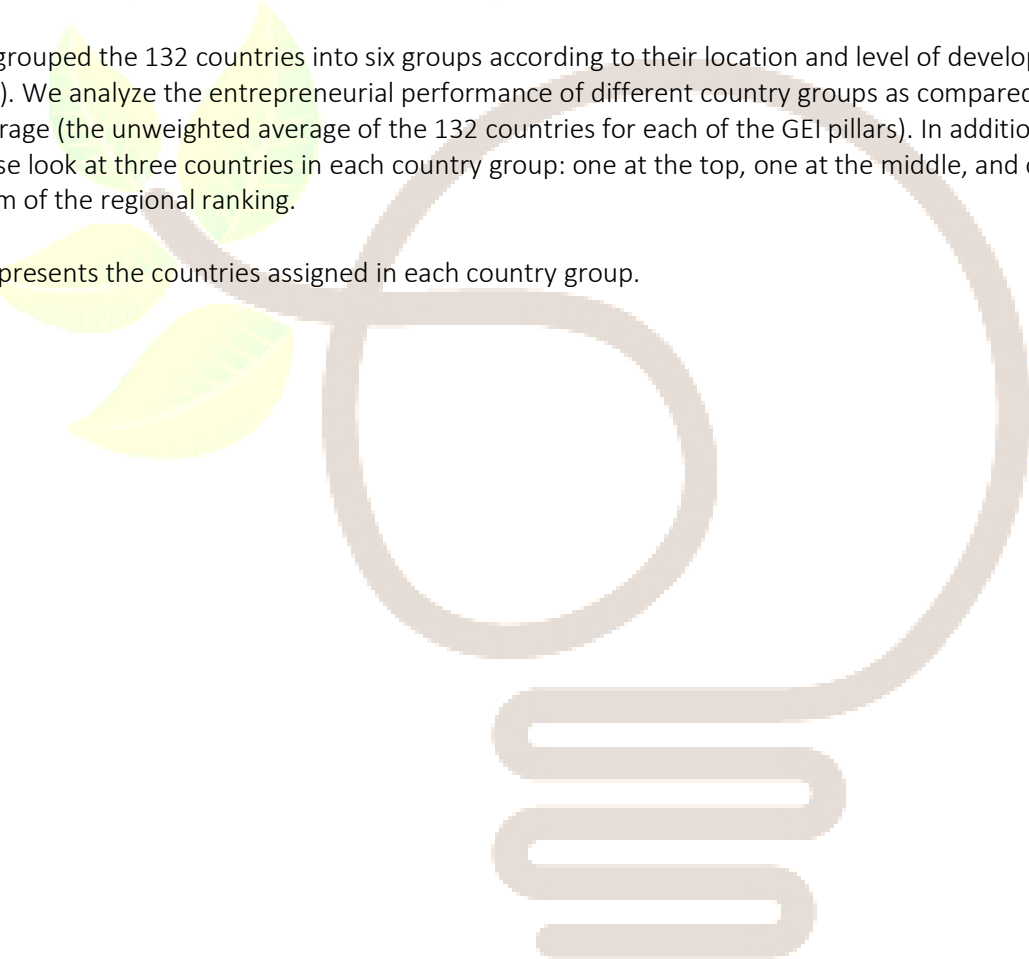 grouped the 132 countries into six groups according to their location and level of develop
). We analyze the entrepreneurial performance of different country groups as compared
rage (the unweighted average of the 132 countries for each of the GEI pillars). In addition
se look at three countries in each country group: one at the top, one at the middle, and
m of the regional ranking.
presents the countries assigned in each country group.